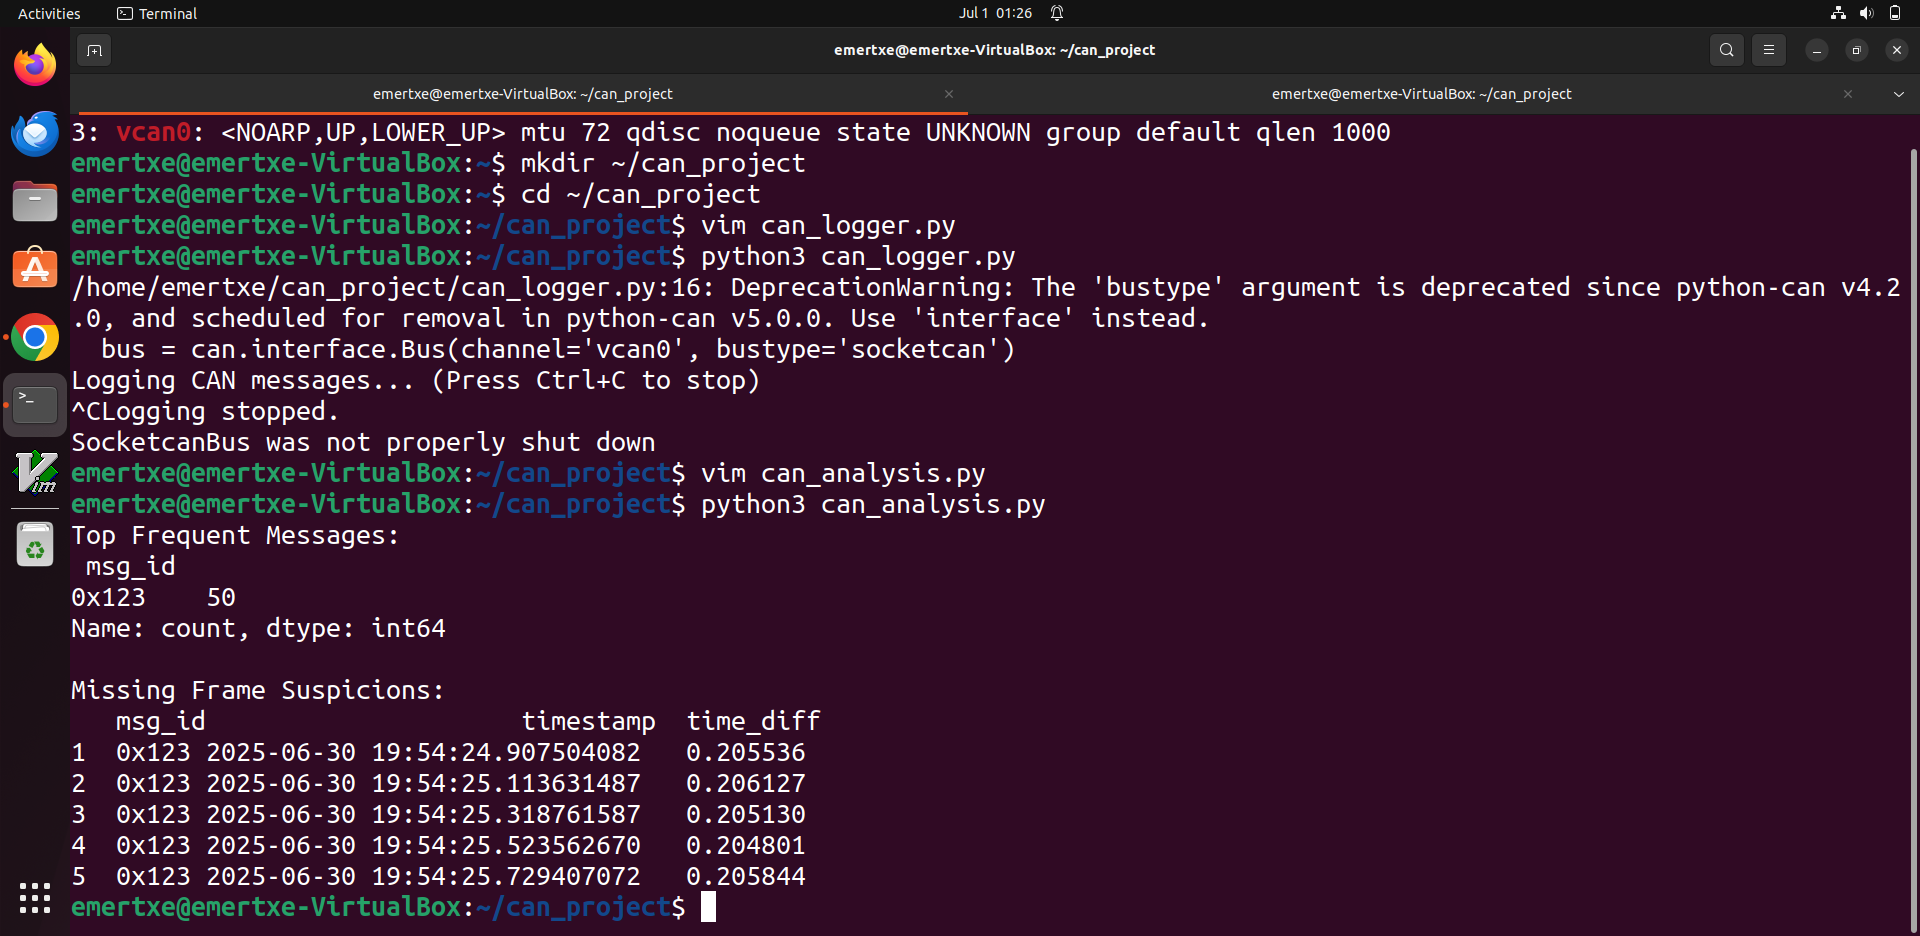 Activities
Terminal
Jul 1 01:26
emertxe@emertxe-VirtualBox: ~/can_project
emertxe@emertxe-VirtualBox: ~/can_project
emertxe@emertxe-VirtualBox: ~/can_project
3: vcan0: <NOARP,UP,LOWER_UP> mtu 72 qdisc noqueue state UNKNOWN group default qlen 1000
emertxe@emertxe-VirtualBox:~$ mkdir ~/can_project
emertxe@emertxe-VirtualBox:~$ cd ~/can_project
emertxe@emertxe-VirtualBox:~/can_project$ vim can_logger.py
emertxe@emertxe-VirtualBox:~/can_project$ python3 can_logger.py
/home/emertxe/can_project/can_logger.py:16: DeprecationWarning: The 'bustype' argument is deprecated since python-can v4.2
.0, and scheduled for removal in python-can v5.0.0. Use 'interface' instead.
  bus = can.interface.Bus(channel='vcan0', bustype='socketcan')
Logging CAN messages... (Press Ctrl+C to stop)
^CLogging stopped.
SocketcanBus was not properly shut down
emertxe@emertxe-VirtualBox:~/can_project$ vim can_analysis.py
emertxe@emertxe-VirtualBox:~/can_project$ python3 can_analysis.py
Top Frequent Messages:
 msg_id
0x123    50
Name: count, dtype: int64
Missing Frame Suspicions:
   msg_id                     timestamp  time_diff
1  0x123 2025-06-30 19:54:24.907504082   0.205536
2  0x123 2025-06-30 19:54:25.113631487   0.206127
3  0x123 2025-06-30 19:54:25.318761587   0.205130
4  0x123 2025-06-30 19:54:25.523562670   0.204801
5  0x123 2025-06-30 19:54:25.729407072   0.205844
emertxe@emertxe-VirtualBox:~/can_project$